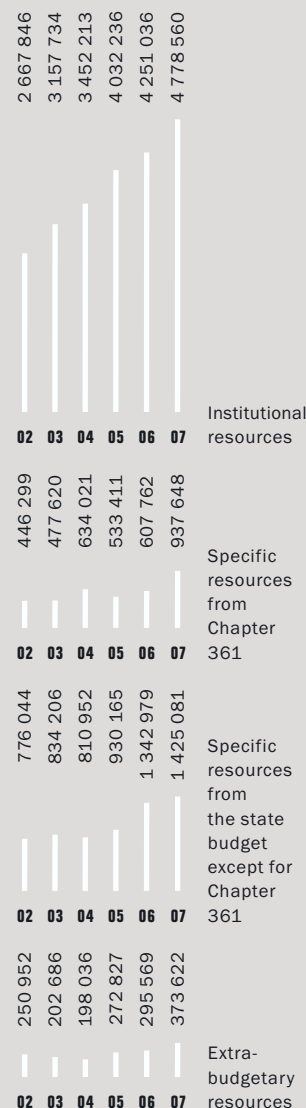 2 667 846
3 157 734
3 452 213
4 032 236
4 251 036
4 778 560
02 03 04 05 06 07
Institutional
resources
446 299
477 620
634 021
533 411
607 762
937 648
02 03 04 05 06 07
Specific
resources
from
Chapter
361
776 044
834 206
810 952
930 165
1 342 979
1 425 081
02 03 04 05 06 07
Specific
resources
from
the state
budget
except for
Chapter
361
250 952
202 686
198 036
272 827
295 569
373 622
02 03 04 05 06 07
Extra-
budgetary
resources